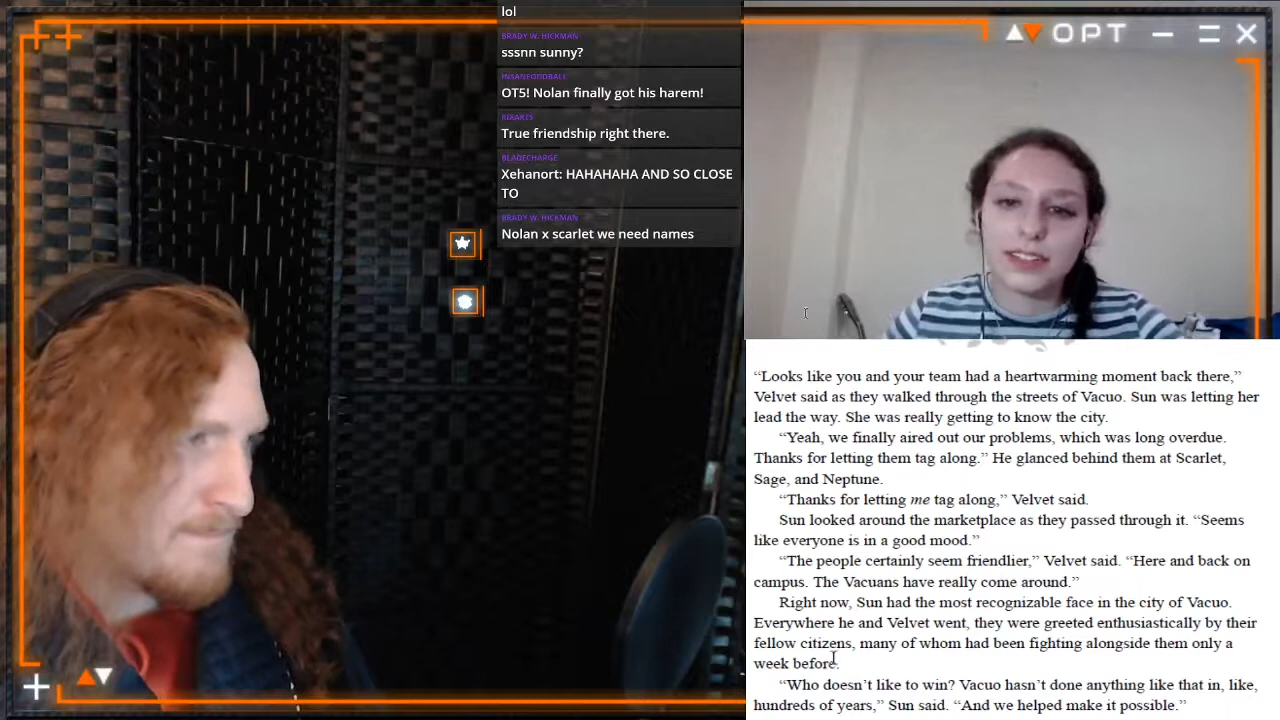 lol
BRADY W. HICKMAN
sssnn sunny?
INSANEODDBALL
OT5! Nolan finally got his harem!
RIXAKES
True friendship right there.
BLADECHARGE
Xehanort: HAHAHAHA AND SO CLOSE
TO
BRADY W. HICKMAN
Nolan x scarlet we need names
OPT
“Looks like you and your team had a heartwarming moment back there,”
Velvet said as they walked through the streets of Vacuo. Sun was letting her
lead the way. She was really getting to know the city.
“Yeah, we finally aired out our problems, which was long overdue.
Thanks for letting them tag along.” He glanced behind them at Scarlet,
Sage, and Neptune.
“Thanks for letting me tag along,” Velvet said.
Sun looked around the marketplace as they passed through it. “Seems
like everyone is in a good mood.”
“The people certainly seem friendlier,” Velvet said. “Here and back on
campus. The Vacuans have really come around.”
Right now, Sun had the most recognizable face in the city of Vacuo.
Everywhere he and Velvet went, they were greeted enthusiastically by their
fellow citizens, many of whom had been fighting alongside them only a
week before.
“Who doesn’t like to win? Vacuo hasn’t done anything like that in, like,
hundreds of years,” Sun said. “And we helped make it possible.”